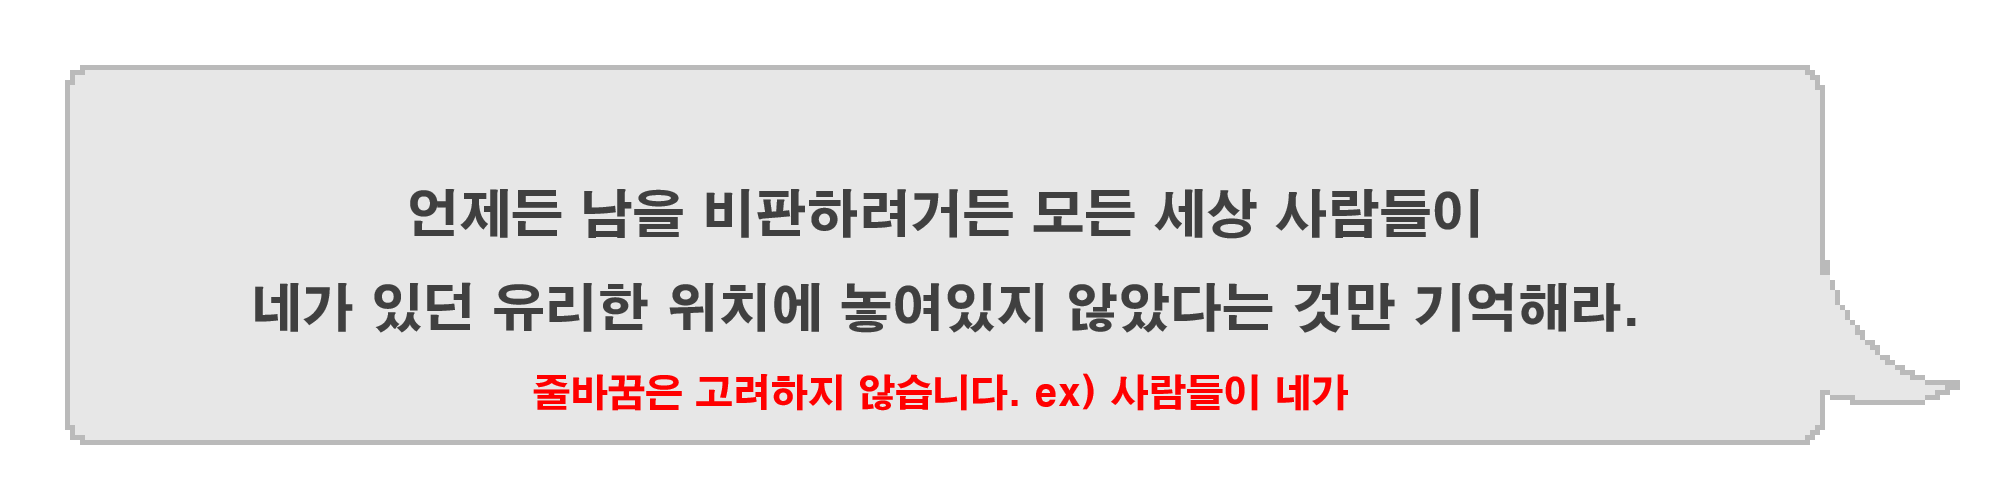 언제든 남을 비판하려거든 모든 세상 사람들이
네가 있던 유리한 위치에 놓여있지 않았다는 것만 기억해라.
줄바꿈은 고려하지 않습니다. ex) 사람들이 네가